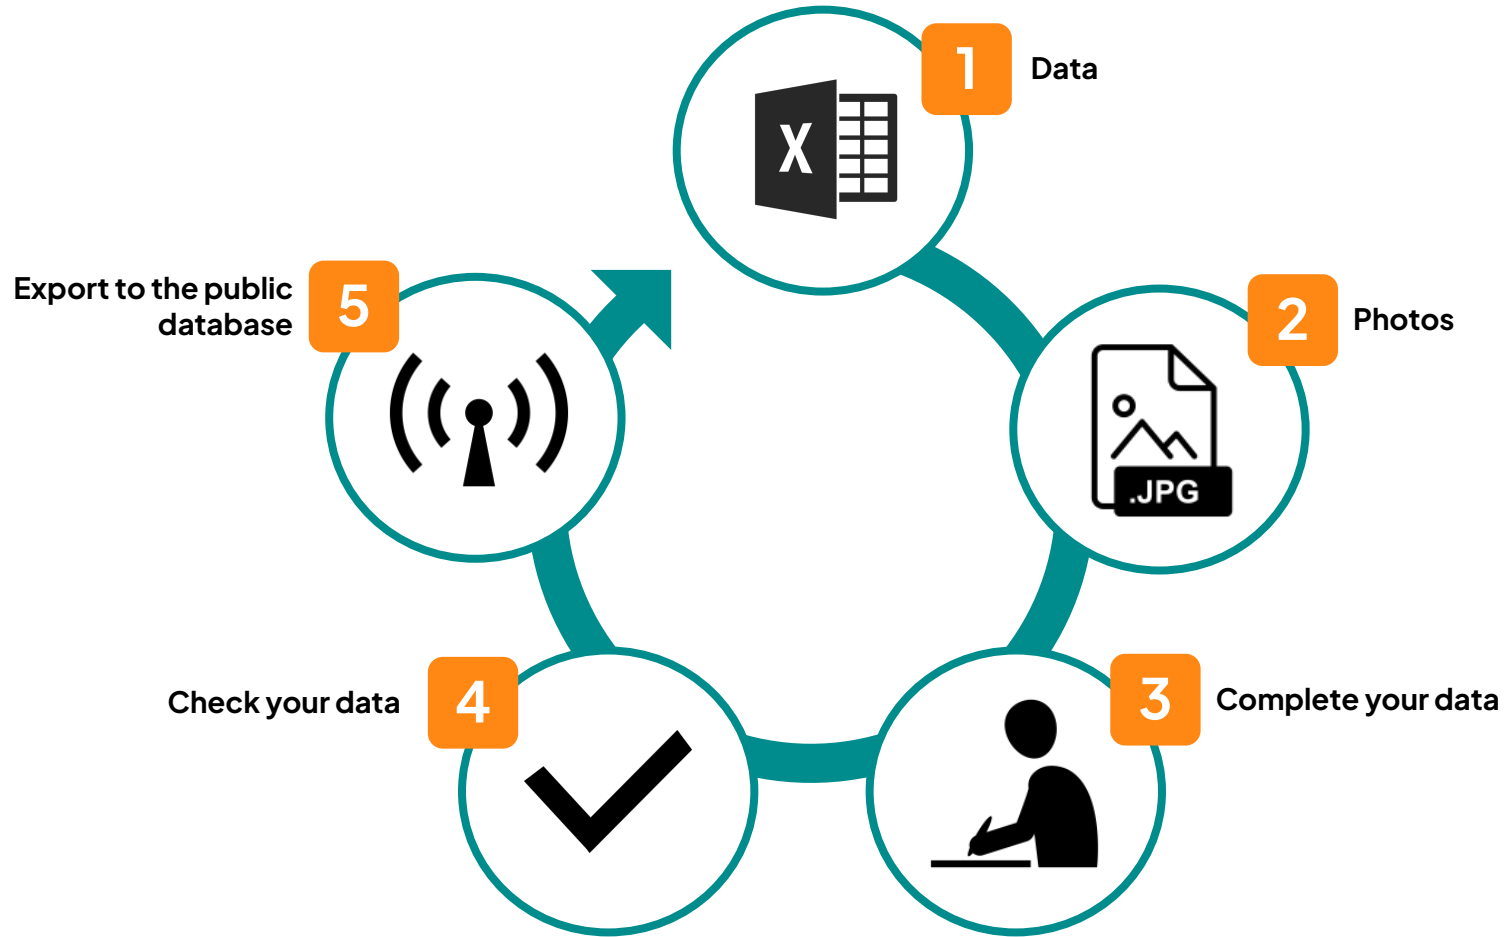 1
Data
X
2
Photos
.JPG
3
Complete your data
4
Check your data
5
Export to the public
database